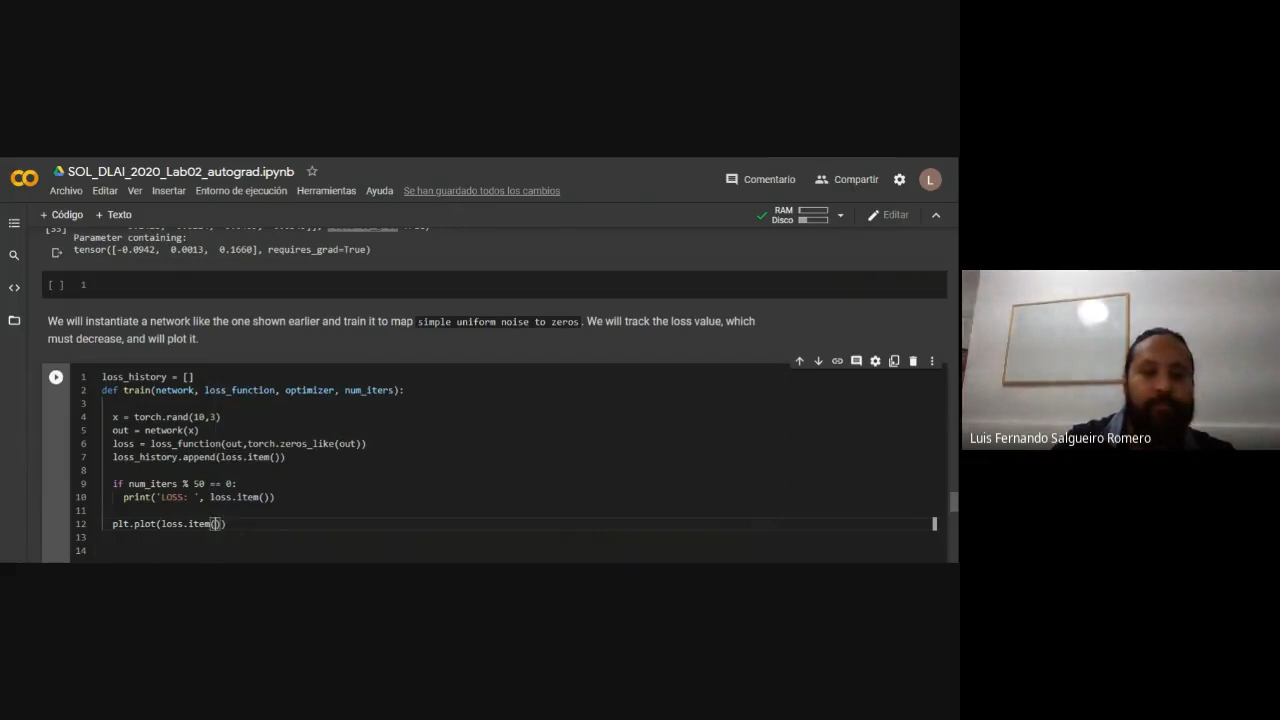 SOL_DLAI_2020_Lab02_autograd.ipynb
Archivo Editar Ver Insertar Entorno de ejecución Herramientas Ayuda Se han guardado todos los cambios
Comentario Compartir L
+ Código + Texto
RAM
Disco
Editar
[33]
Parameter containing:
tensor([-0.0942, 0.0013, 0.1660], requires_grad=True)
[ ] 1
We will instantiate a network like the one shown earlier and train it to map simple uniform noise to zeros. We will track the loss value, which
must decrease, and will plot it.
1 loss_history = []
2 def train(network, loss_function, optimizer, num_iters):
3
4 x = torch.rand(10,3)
5 out = network(x)
6 loss = loss_function(out,torch.zeros_like(out))
7 loss_history.append(loss.item())
8
9 if num_iters % 50 == 0:
10 print('LOSS: ', loss.item())
11
12 plt.plot(loss.item())
13
14
Luis Fernando Salgueiro Romero